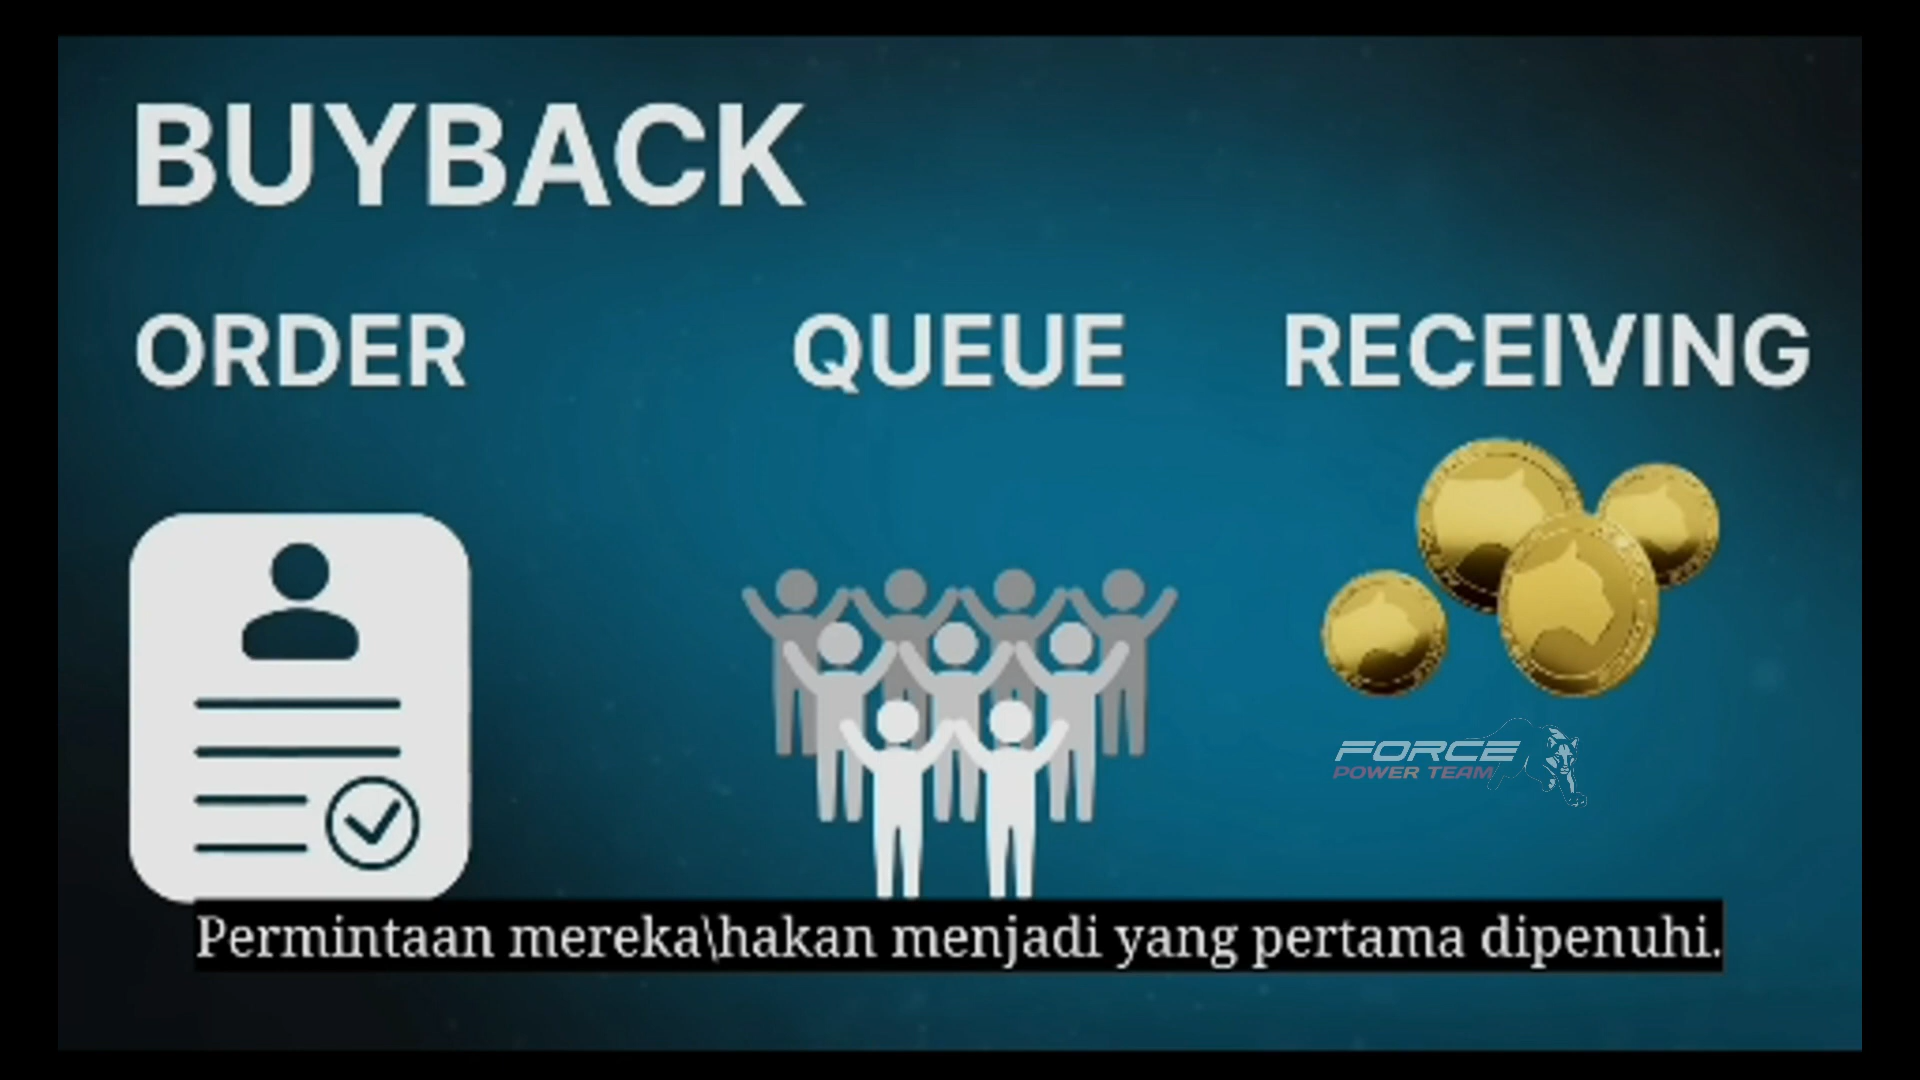 BUYBACK
ORDER
QUEUE
RECEIVING
FORCE
POWER TEAM
Permintaan mereka\hakan menjadi yang pertama dipenuhi.